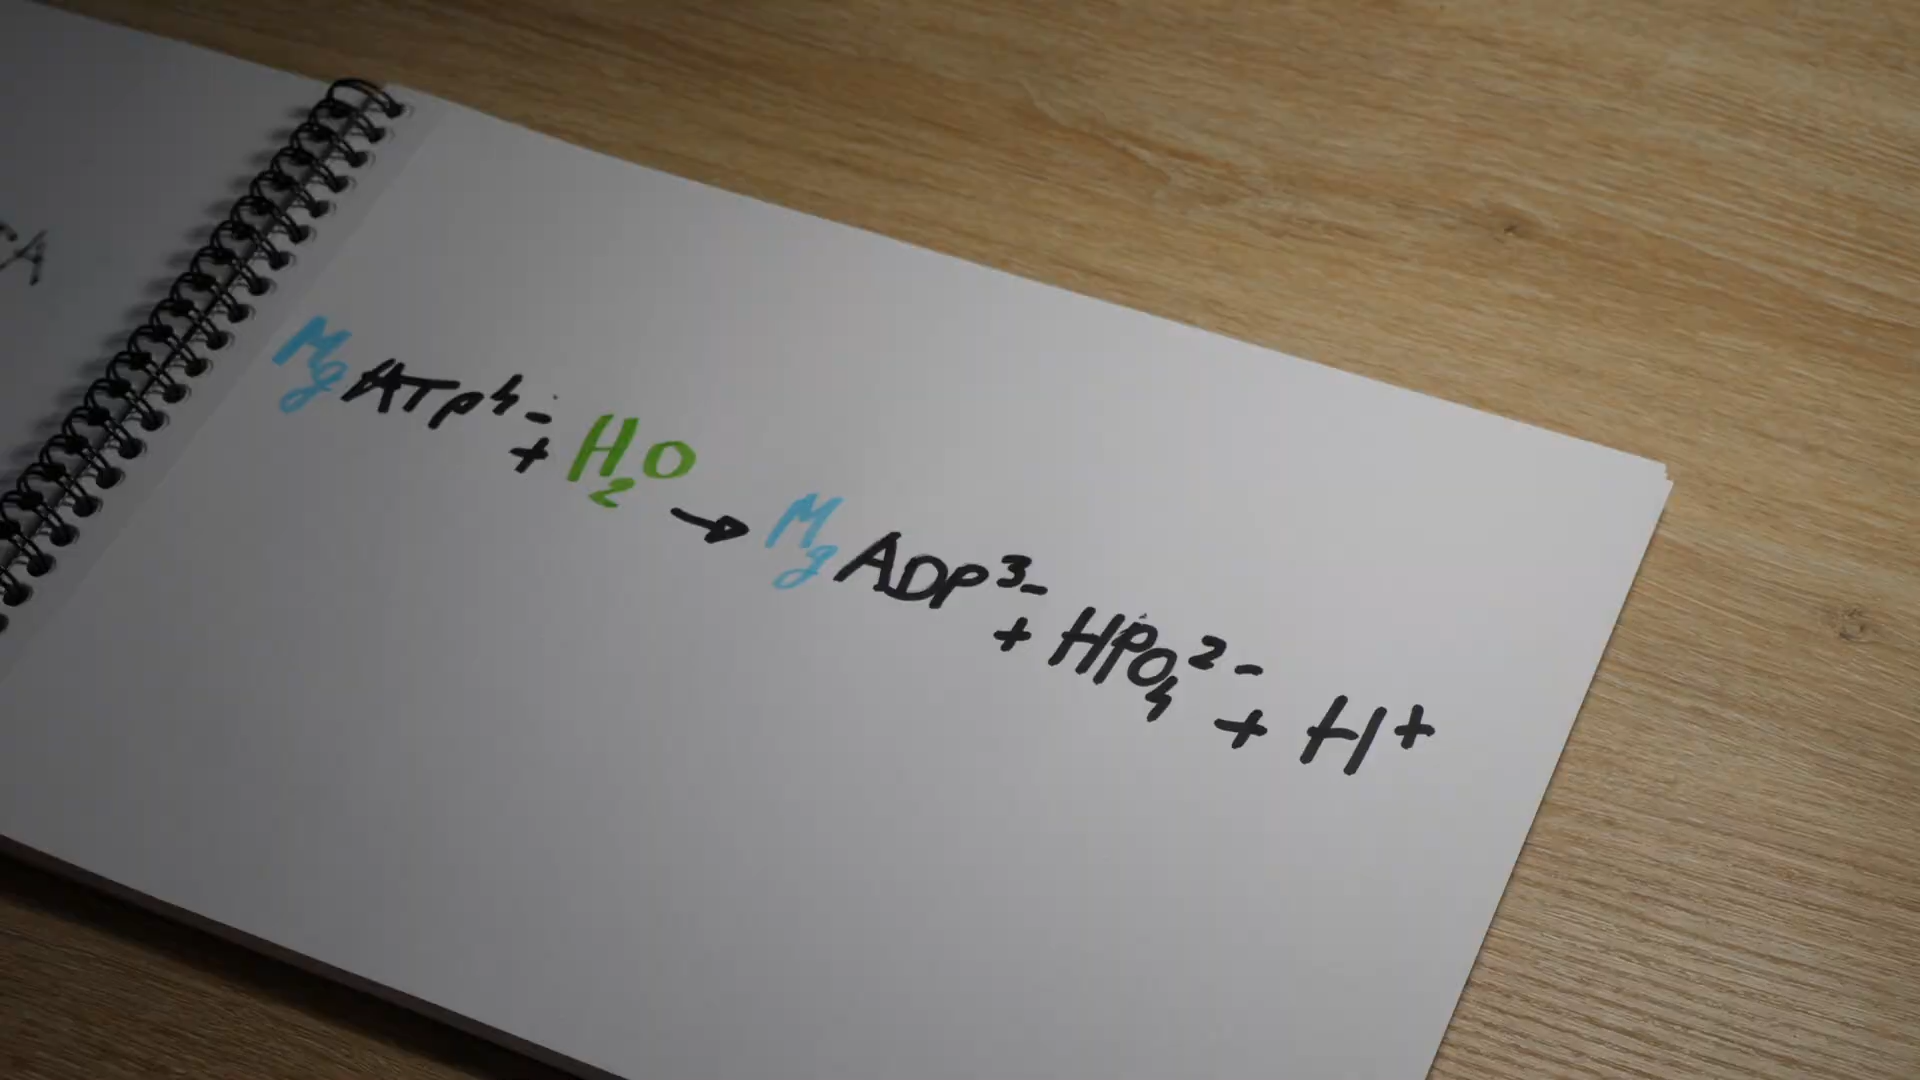 MgATP⁴⁻ + H₂O → MgADP³⁻ + HPO₄²⁻ + H⁺